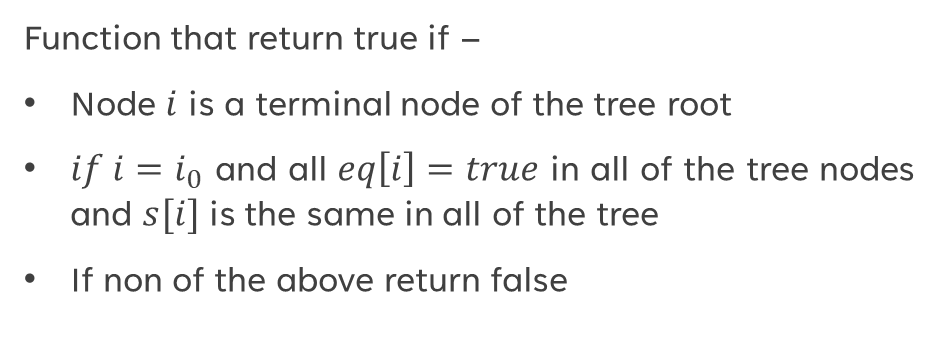 Function that return true if –
• Node 𝑖 is a terminal node of the tree root
• 𝑖𝑓 𝑖 = 𝑖₀ and all 𝑒𝑞[𝑖] = 𝑡𝑟𝑢𝑒 in all of the tree nodes
and 𝑠[𝑖] is the same in all of the tree
• If non of the above return false